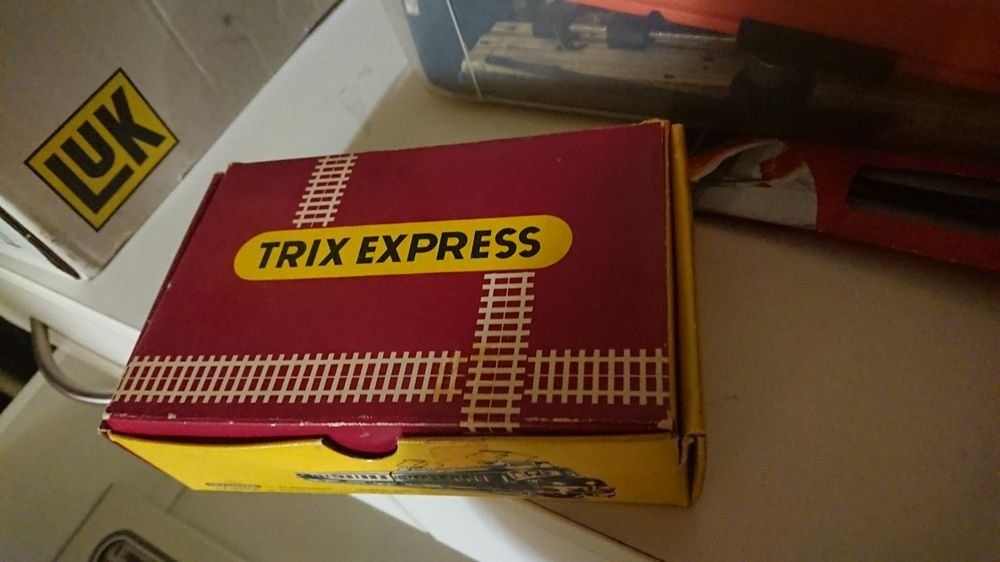 LUK
TRIX EXPRESS